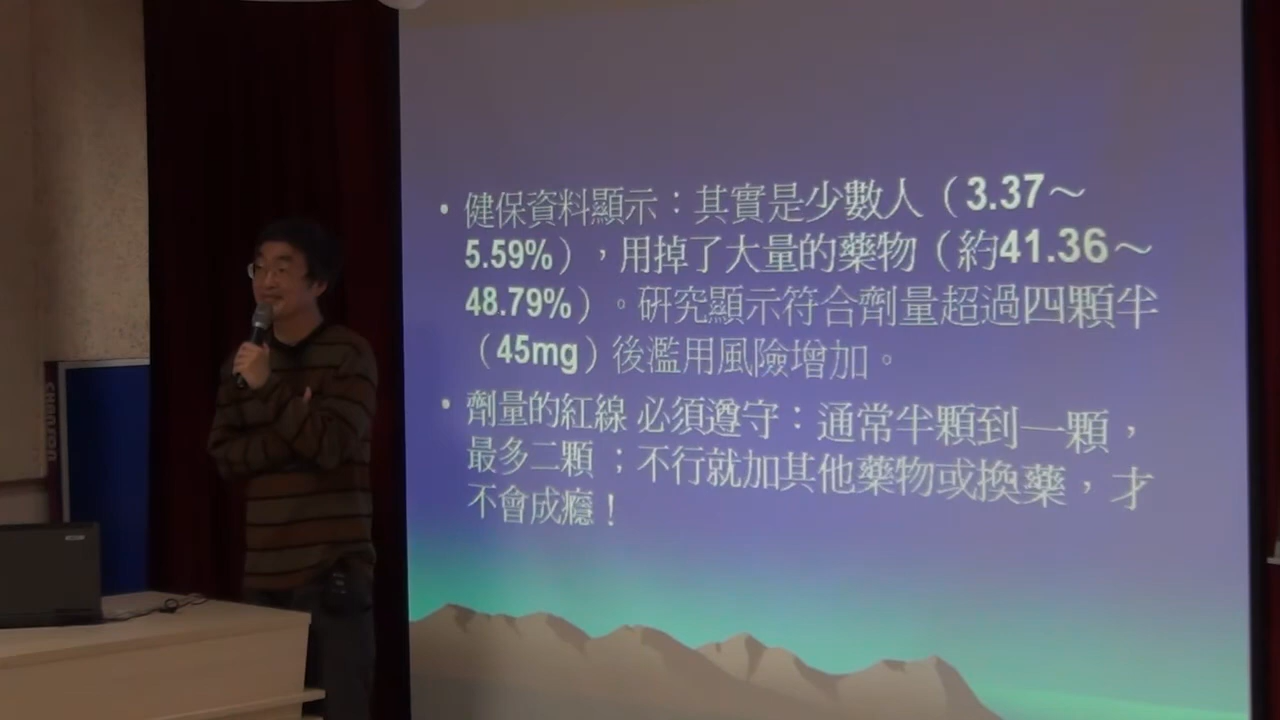 • 健保資料顯示：其實是少數人（3.37～
5.59%），用掉了大量的藥物（約41.36～
48.79%）。研究顯示符合劑量超過四顆半
（45mg）後濫用風險增加。
• 劑量的紅線 必須遵守：通常半顆到一顆，
最多二顆；不行就加其他藥物或換藥，才
不會成癮！